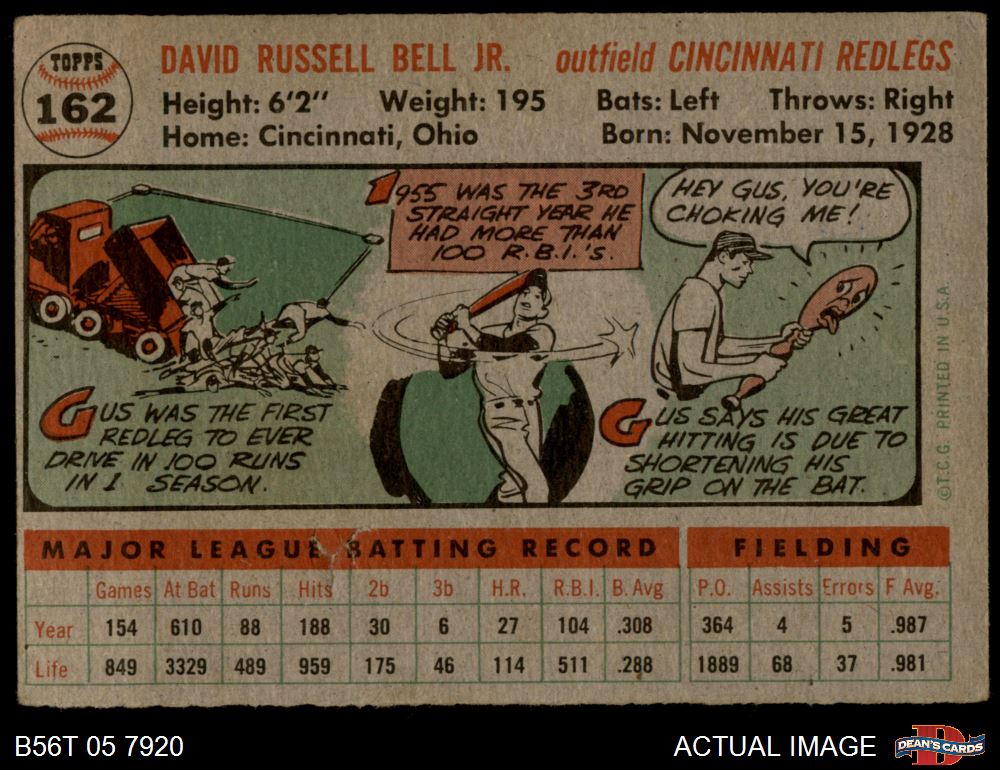 TOPPS
162
DAVID RUSSELL BELL JR. outfield CINCINNATI REDLEGS
Height: 6'2" Weight: 195 Bats: Left Throws: Right
Home: Cincinnati, Ohio Born: November 15, 1928
1955 WAS THE 3RD
STRAIGHT YEAR HE
HAD MORE THAN
100 R.B.I.'S.
HEY GUS, YOU'RE
CHOKING ME!
GUS WAS THE FIRST
REDLEG TO EVER
DRIVE IN 100 RUNS
IN 1 SEASON.
GUS SAYS HIS GREAT
HITTING IS DUE TO
SHORTENING HIS
GRIP ON THE BAT.
©T.C.G. PRINTED IN U.S.A.
MAJOR LEAGUE BATTING RECORD FIELDING
Games At Bat Runs Hits 2b 3b H.R. R.B.I. B. Avg P.O. Assists Errors F Avg.
Year 154 610 88 188 30 6 27 104 .308 364 4 5 .987
Life 849 3329 489 959 175 46 114 511 .288 1889 68 37 .981
B56T 05 7920 ACTUAL IMAGE
D
DEAN'S CARDS